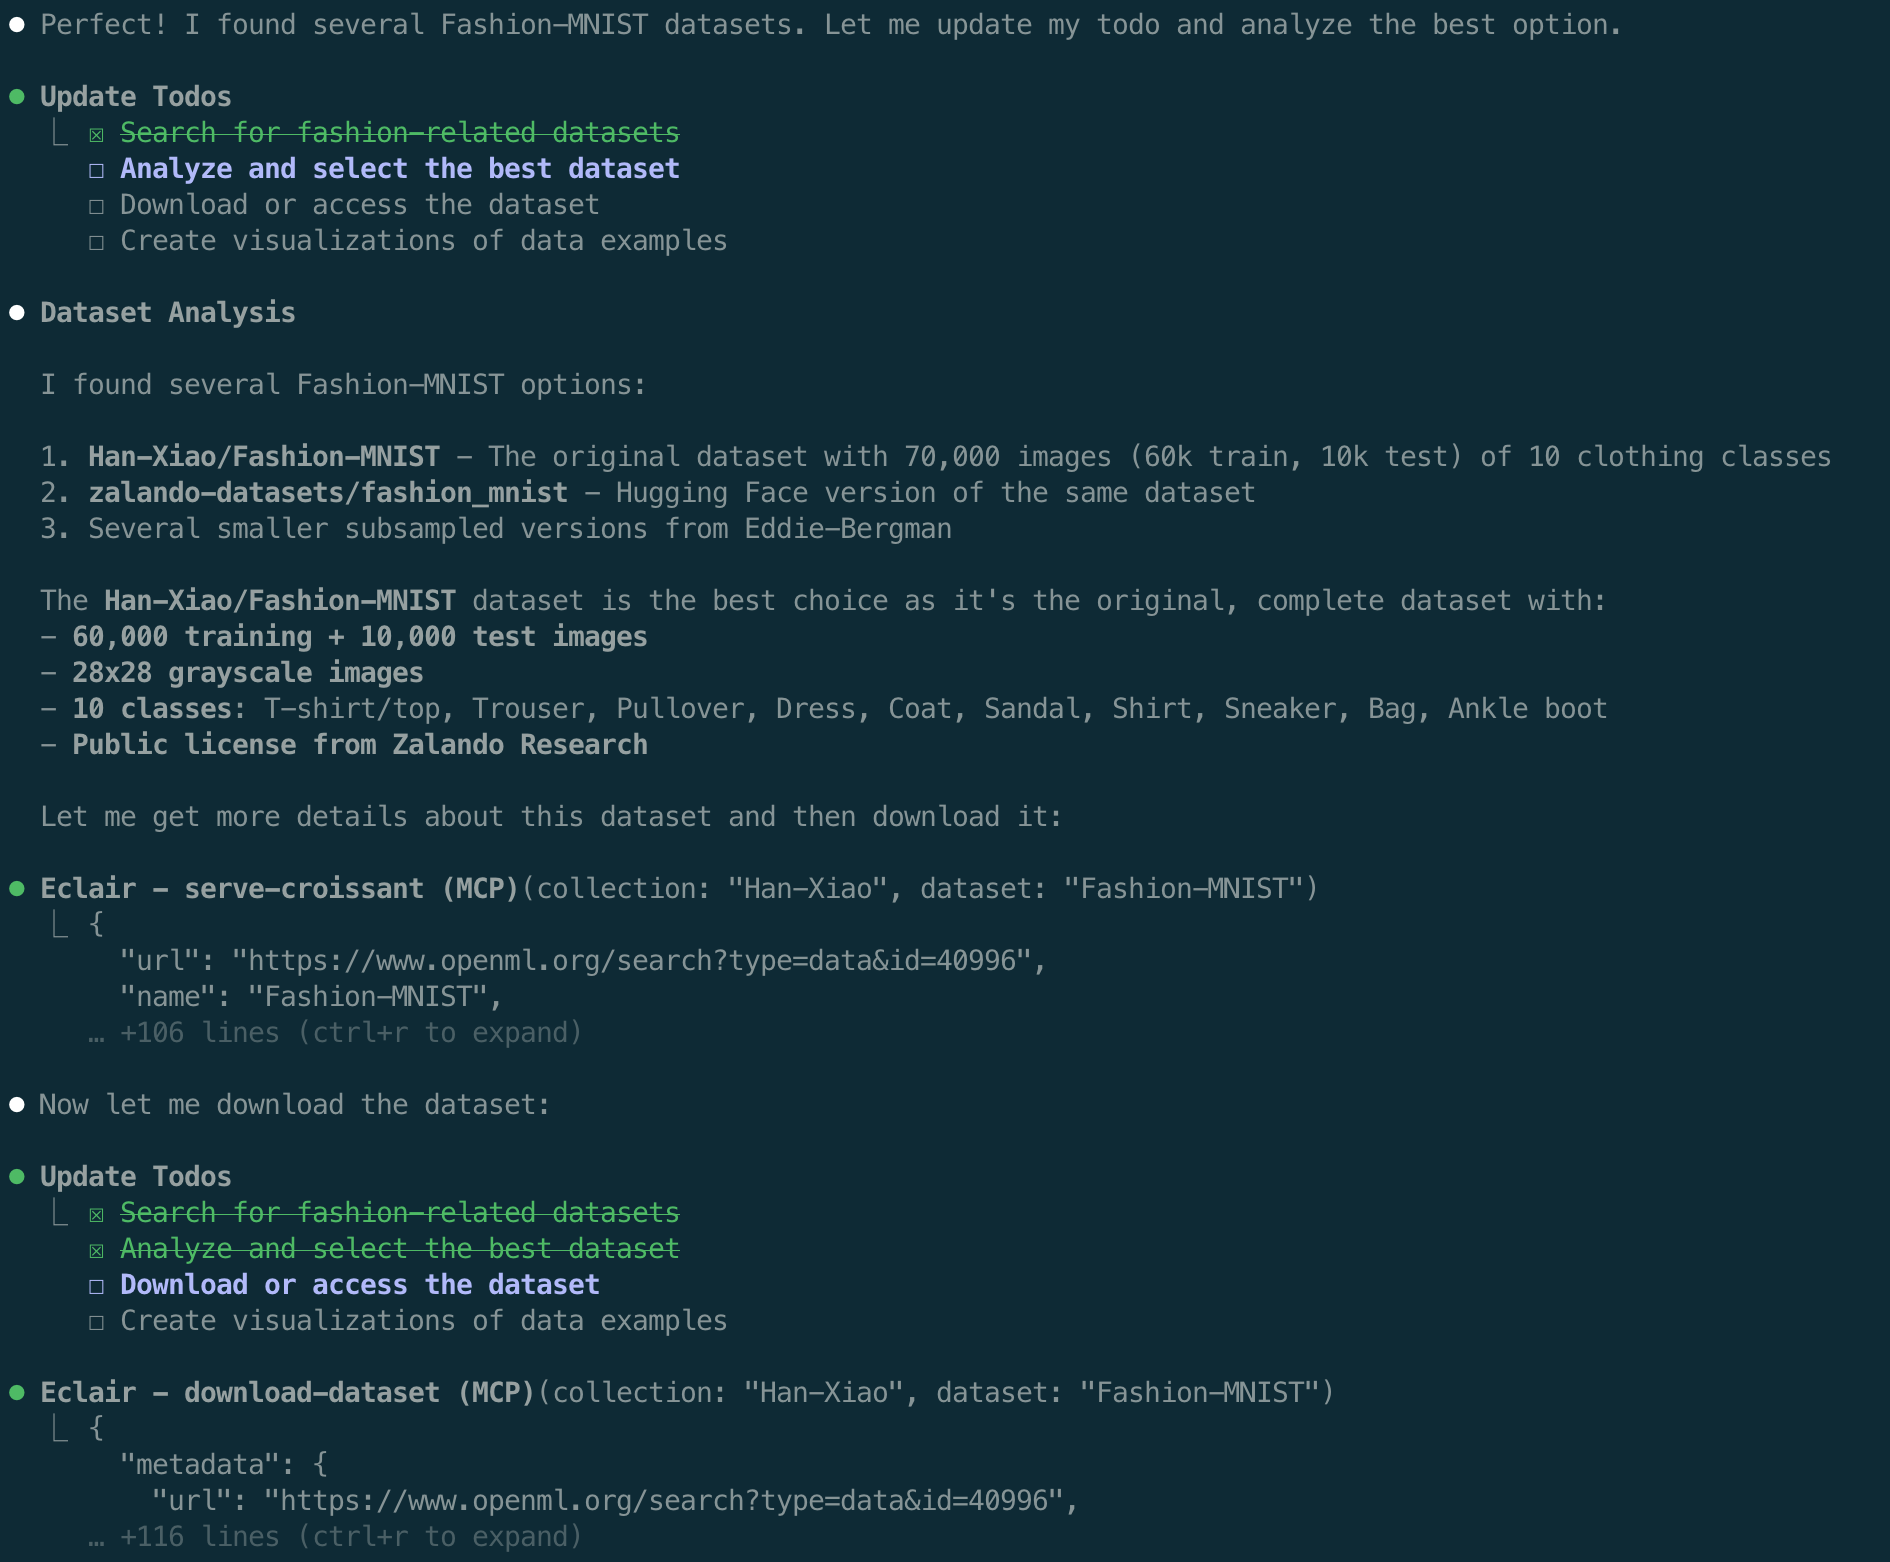 ● Perfect! I found several Fashion-MNIST datasets. Let me update my todo and analyze the best option.
● Update Todos
⎿ ☒ Search for fashion-related datasets
☐ Analyze and select the best dataset
☐ Download or access the dataset
☐ Create visualizations of data examples
● Dataset Analysis
I found several Fashion-MNIST options:
1. Han-Xiao/Fashion-MNIST - The original dataset with 70,000 images (60k train, 10k test) of 10 clothing classes
2. zalando-datasets/fashion_mnist - Hugging Face version of the same dataset
3. Several smaller subsampled versions from Eddie-Bergman
The Han-Xiao/Fashion-MNIST dataset is the best choice as it's the original, complete dataset with:
- 60,000 training + 10,000 test images
- 28x28 grayscale images
- 10 classes: T-shirt/top, Trouser, Pullover, Dress, Coat, Sandal, Shirt, Sneaker, Bag, Ankle boot
- Public license from Zalando Research
Let me get more details about this dataset and then download it:
● Eclair - serve-croissant (MCP)(collection: "Han-Xiao", dataset: "Fashion-MNIST")
⎿ {
"url": "https://www.openml.org/search?type=data&id=40996",
"name": "Fashion-MNIST",
… +106 lines (ctrl+r to expand)
● Now let me download the dataset:
● Update Todos
⎿ ☒ Search for fashion-related datasets
☒ Analyze and select the best dataset
☐ Download or access the dataset
☐ Create visualizations of data examples
● Eclair - download-dataset (MCP)(collection: "Han-Xiao", dataset: "Fashion-MNIST")
⎿ {
"metadata": {
"url": "https://www.openml.org/search?type=data&id=40996",
… +116 lines (ctrl+r to expand)